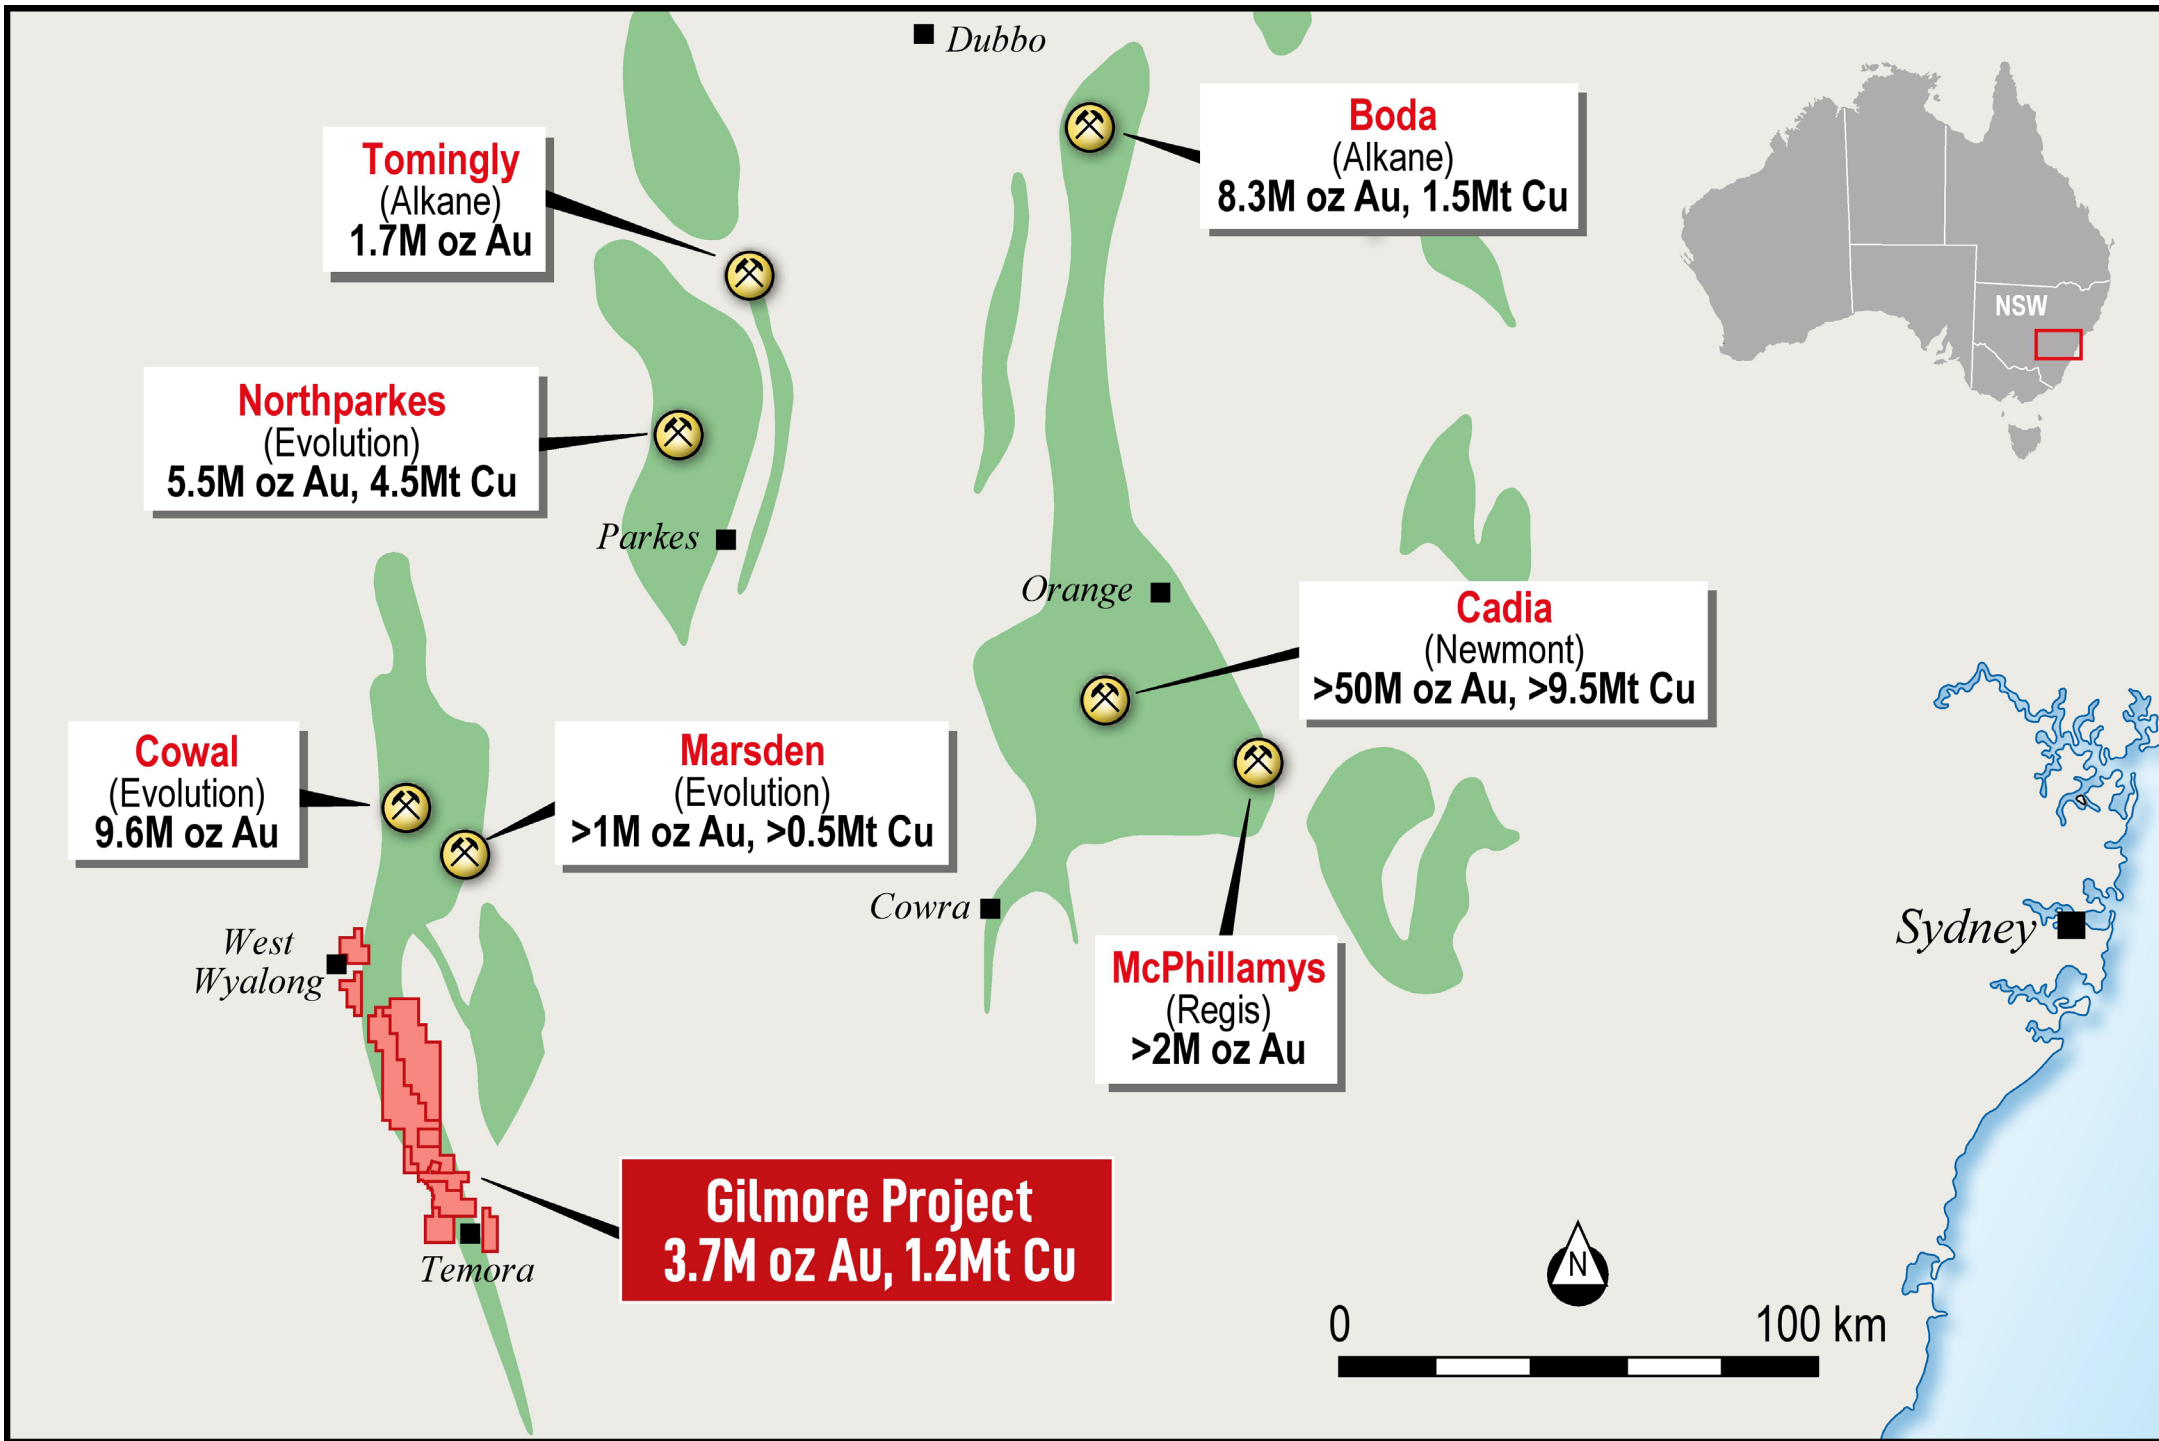 Dubbo
Boda
(Alkane)
8.3M oz Au, 1.5Mt Cu
Tomingly
(Alkane)
1.7M oz Au
NSW
Northparkes
(Evolution)
5.5M oz Au, 4.5Mt Cu
Parkes
Orange
Cadia
(Newmont)
>50M oz Au, >9.5Mt Cu
Cowal
(Evolution)
9.6M oz Au
Marsden
(Evolution)
>1M oz Au, >0.5Mt Cu
Cowra
Sydney
West
Wyalong
McPhillamys
(Regis)
>2M oz Au
Gilmore Project
3.7M oz Au, 1.2Mt Cu
Temora
N
0 100 km